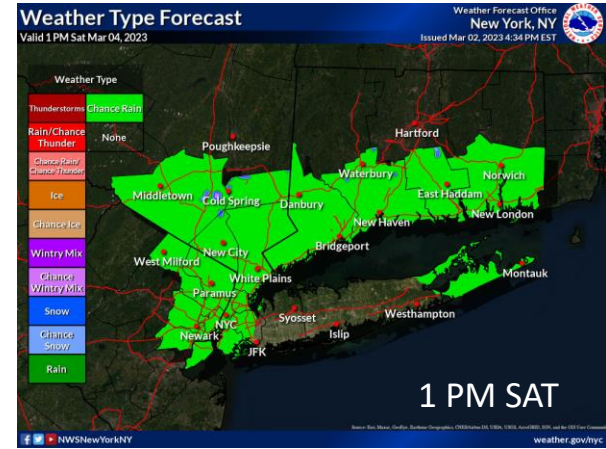 Weather Type Forecast
Valid 1 PM Sat Mar 04, 2023
Weather Forecast Office
New York, NY
Issued Mar 02, 2023 4:34 PM EST
Weather Type
Thunderstorms
Chance Rain
Rain/Chance
Thunder
None
Chance Rain/
Chance Thunder
Ice
Chance Ice
Wintry Mix
Chance
Wintry Mix
Snow
Chance
Snow
Rain
Poughkeepsie
Hartford
Waterbury
Norwich
Middletown
Cold Spring
Danbury
East Haddam
New London
New Haven
Bridgeport
West Milford
New City
White Plains
Montauk
Paramus
Syosset
Westhampton
NYC
Newark
Islip
JFK
1 PM SAT
NWSNewYorkNY
weather.gov/nyc